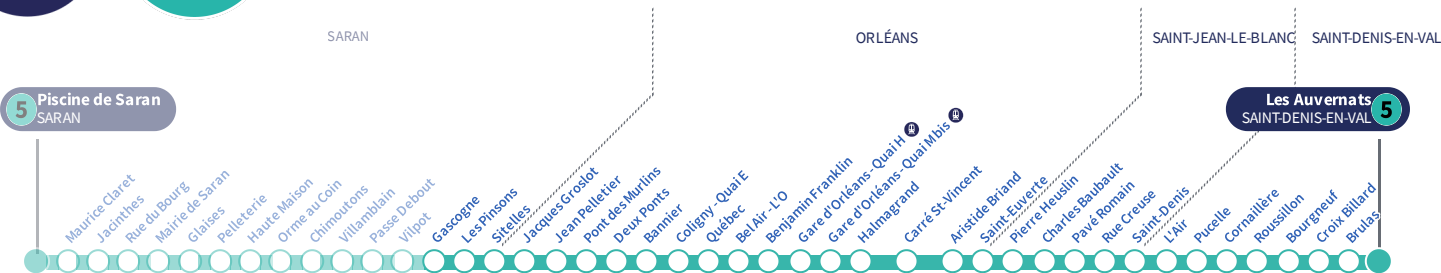 SARAN
ORLÉANS
SAINT-JEAN-LE-BLANC
SAINT-DENIS-EN-VAL
5
Piscine de Saran
SARAN
Les Auvernats
SAINT-DENIS-EN-VAL
5
Maurice Claret
Jacinthes
Rue du Bourg
Mairie de Saran
Glaises
Pelleterie
Haute Maison
Orme au Coin
Chimoutons
Villamblain
Passe Debout
Vilpot
Gascogne
Les Pinsons
Sitelles
Jacques Groslot
Jean Pelletier
Pont des Murlins
Deux Ponts
Bannier
Coligny - Quai E
Québec
Bel Air - L'O
Benjamin Franklin
Gare d'Orléans - Quai H
Gare d'Orléans - Quai M bis
Halmagrand
Carré St-Vincent
Aristide Briand
Saint-Euverte
Pierre Heuslin
Charles Baubault
Pavé Romain
Rue Creuse
Saint-Denis
L'Air
Pucelle
Cornaillère
Roussillon
Bourgneuf
Croix Billard
Brulas